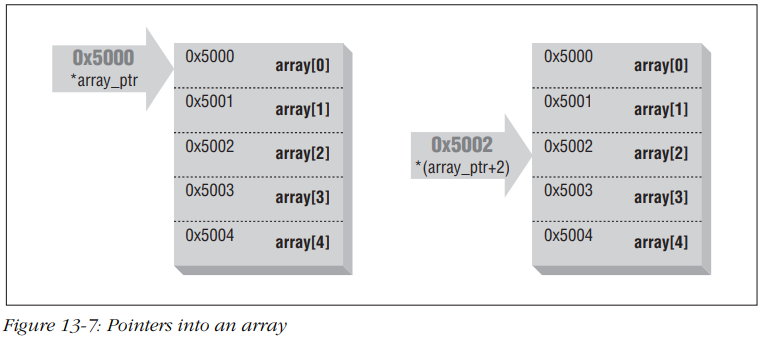 0x5000
*array_ptr
0x5000 array[0]
0x5001 array[1]
0x5002 array[2]
0x5003 array[3]
0x5004 array[4]
0x5002
*(array_ptr+2)
0x5000 array[0]
0x5001 array[1]
0x5002 array[2]
0x5003 array[3]
0x5004 array[4]
Figure 13-7: Pointers into an array